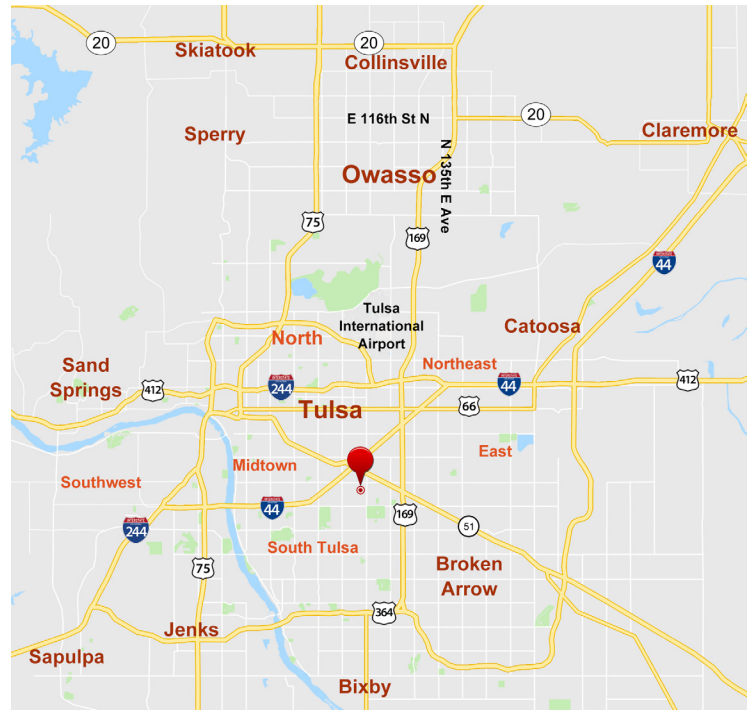 20
20
Skiatook
Collinsville
E 116th St N
20
Sperry
Claremore
N 135th E Ave
Owasso
75
169
44
Tulsa
International
Airport
Catoosa
North
Northeast
Sand
Springs
412
244
44
412
Tulsa
66
East
Midtown
Southwest
44
169
244
51
South Tulsa
75
Broken
Arrow
364
Jenks
Sapulpa
Bixby